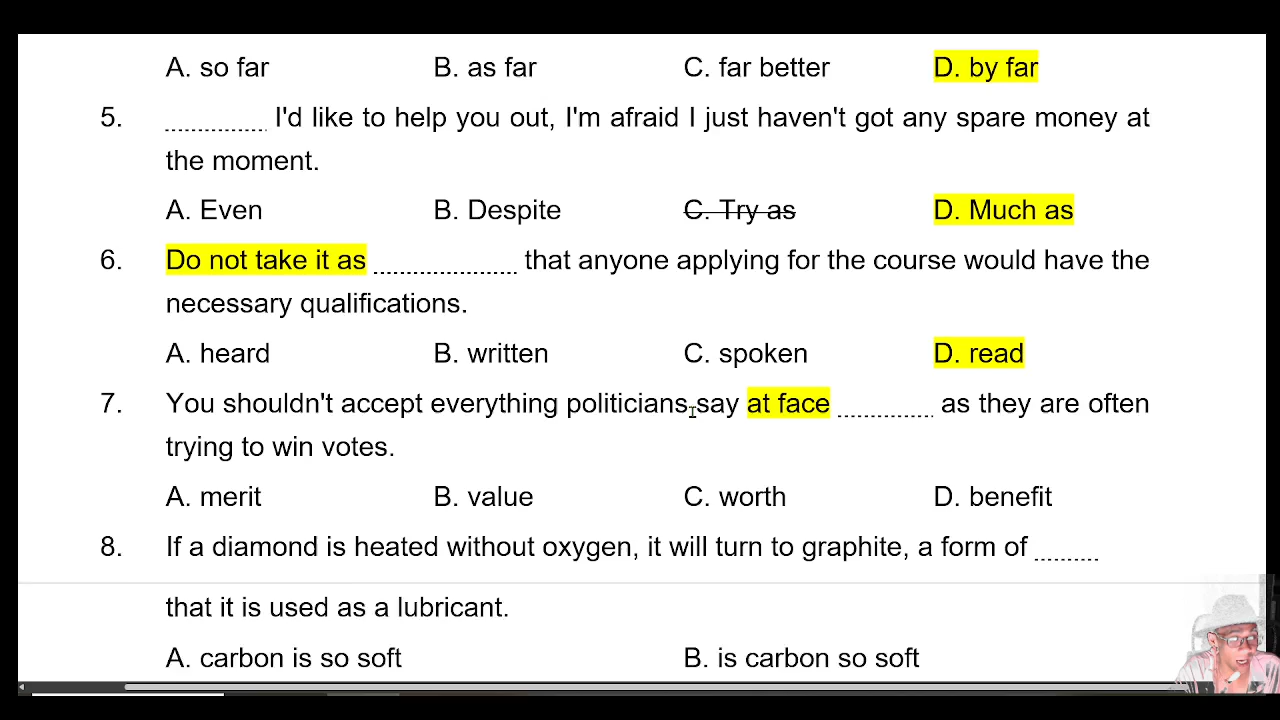 A. so far B. as far C. far better D. by far
5. ............. I'd like to help you out, I'm afraid I just haven't got any spare money at
the moment.
A. Even B. Despite C. Try as D. Much as
6. Do not take it as .................. that anyone applying for the course would have the
necessary qualifications.
A. heard B. written C. spoken D. read
7. You shouldn't accept everything politicians say at face ............ as they are often
trying to win votes.
A. merit B. value C. worth D. benefit
8. If a diamond is heated without oxygen, it will turn to graphite, a form of ........
that it is used as a lubricant.
A. carbon is so soft B. is carbon so soft